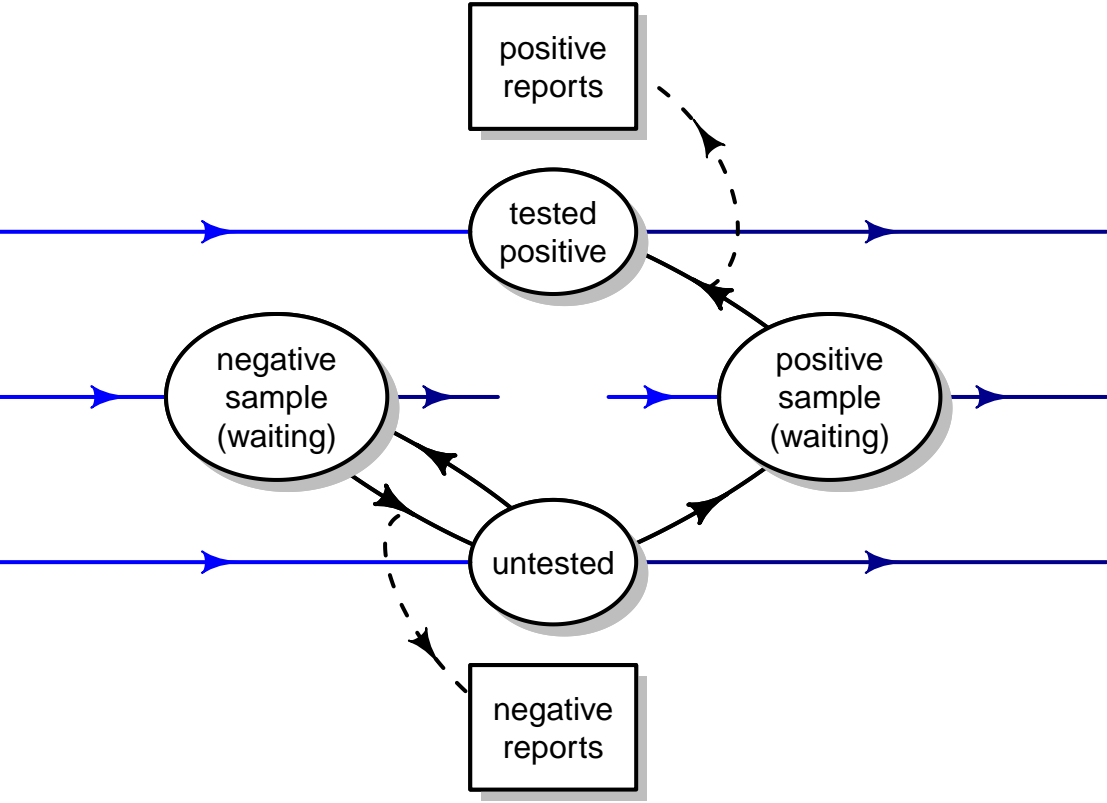 positive
reports
tested
positive
negative
sample
(waiting)
positive
sample
(waiting)
untested
negative
reports